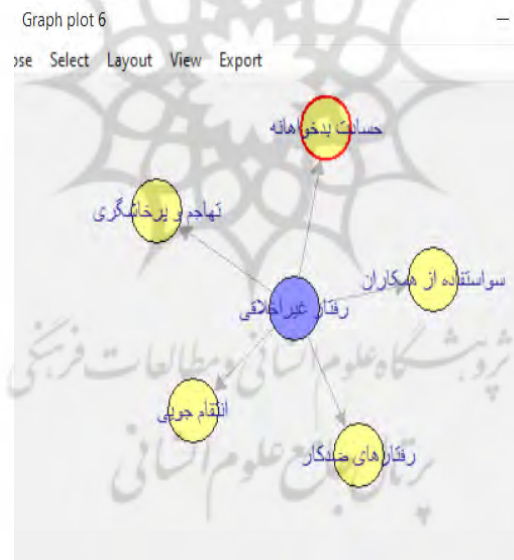 Graph plot 6
ose Select Layout View Export
حسادت بدخواهانه
تهاجم و پرخاشگری
سواستفاده از همکاران
رفتار غیراخلاقی
انتقام جویی
رفتارهای ضدکار
پژوهشگاه علوم انسانی و مطالعات فرهنگی
پرتال جامع علوم انسانی